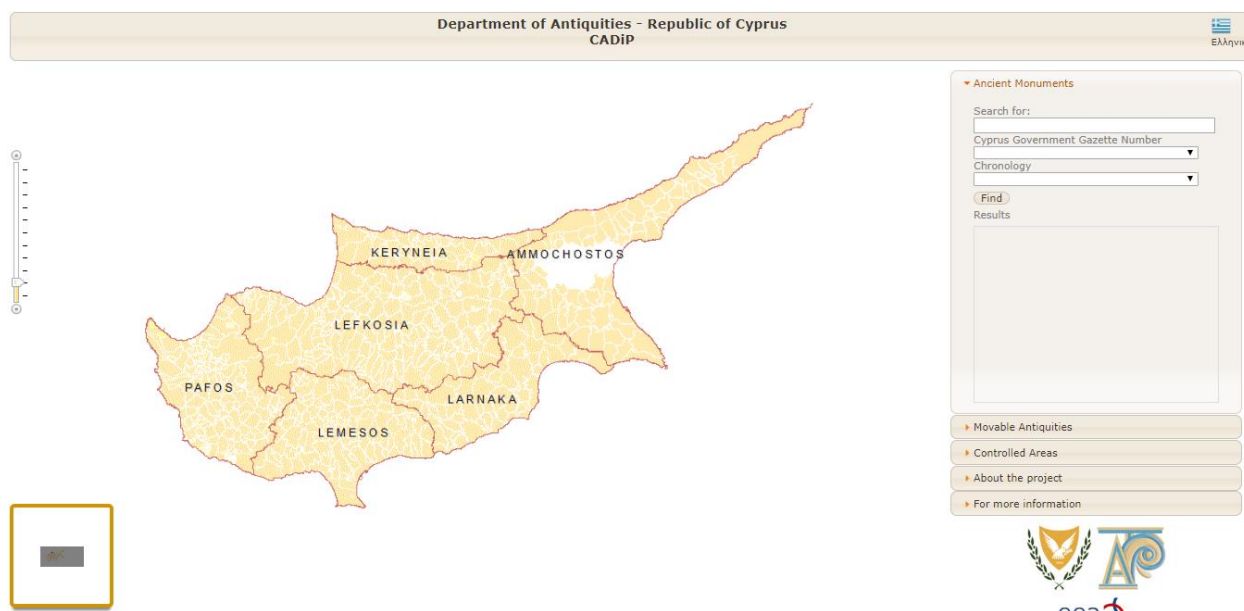 Department of Antiquities - Republic of Cyprus
CADiP
Ancient Monuments
Search for:
Cyprus Government Gazette Number
Chronology
Find
Results
KERYNEIA
AMMOCHOSTOS
LEFKOSIA
PAFOS
LARNAKA
LEMESOS
Movable Antiquities
Controlled Areas
About the project
For more information